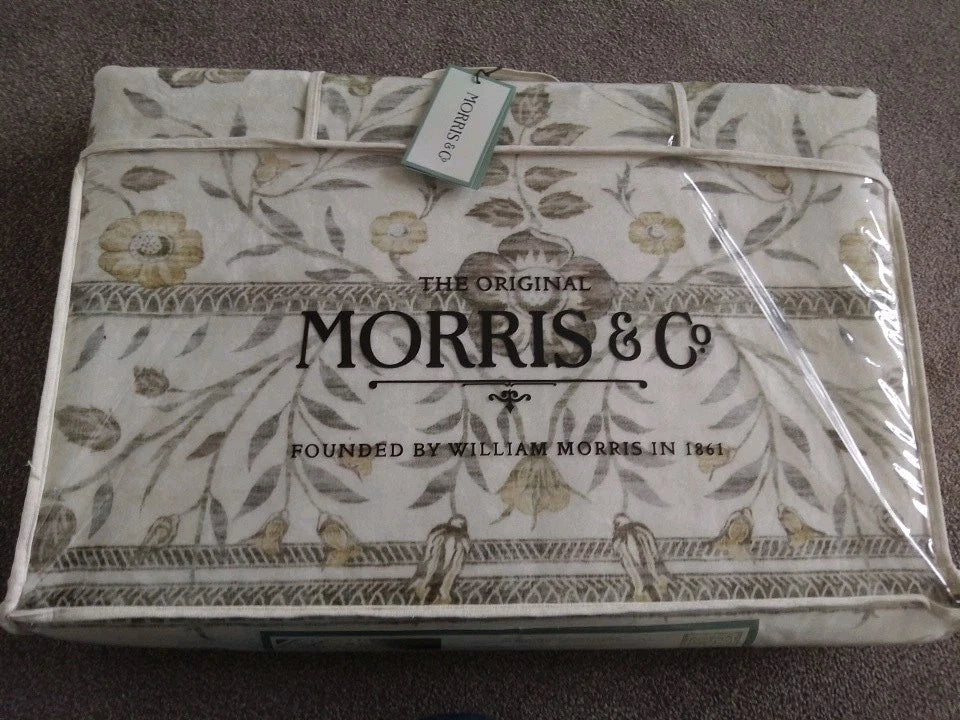 MORRIS & Co
THE ORIGINAL
MORRIS & Co.
FOUNDED BY WILLIAM MORRIS IN 1861